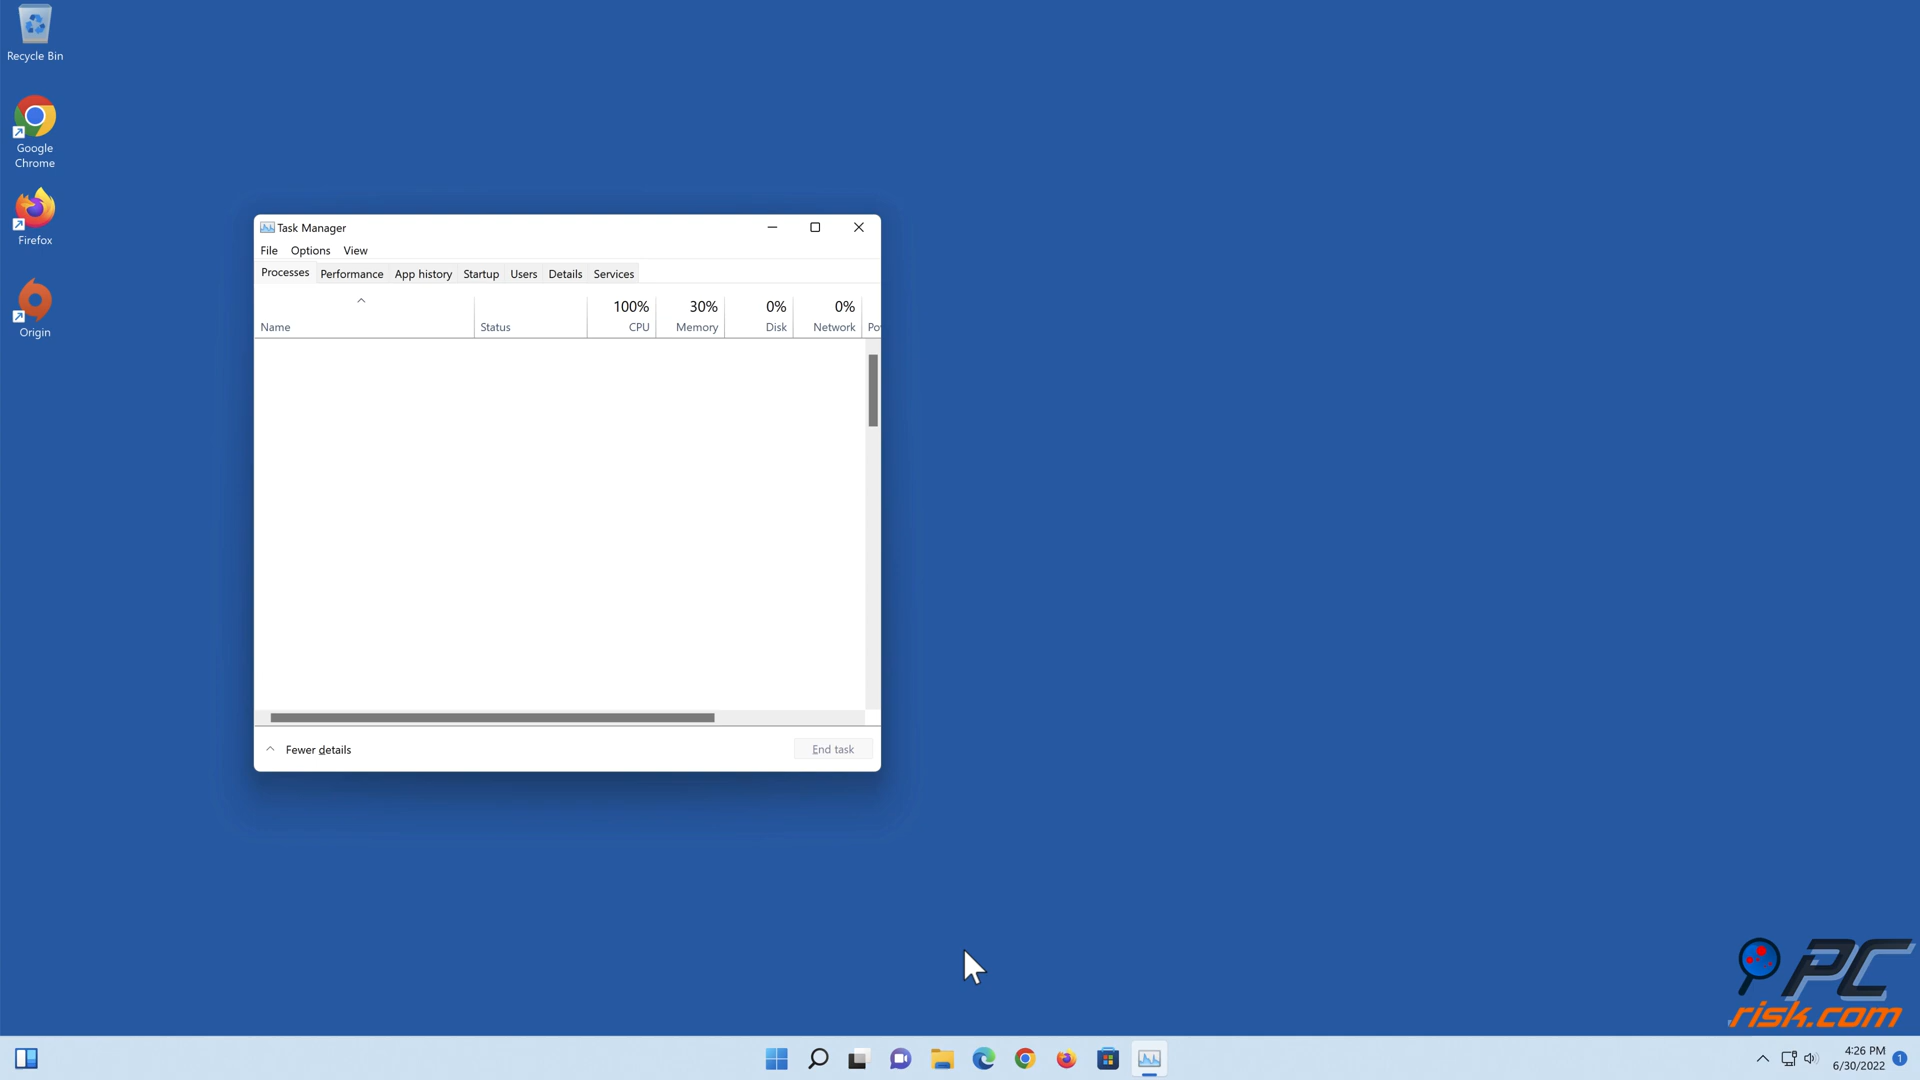 Recycle Bin
Google
Chrome
Firefox
Origin
Task Manager
File Options View
Processes Performance App history Startup Users Details Services
100% 30% 0% 0%
Name Status CPU Memory Disk Network Po
Fewer details End task
PC
risk.com
4:26 PM
6/30/2022 1